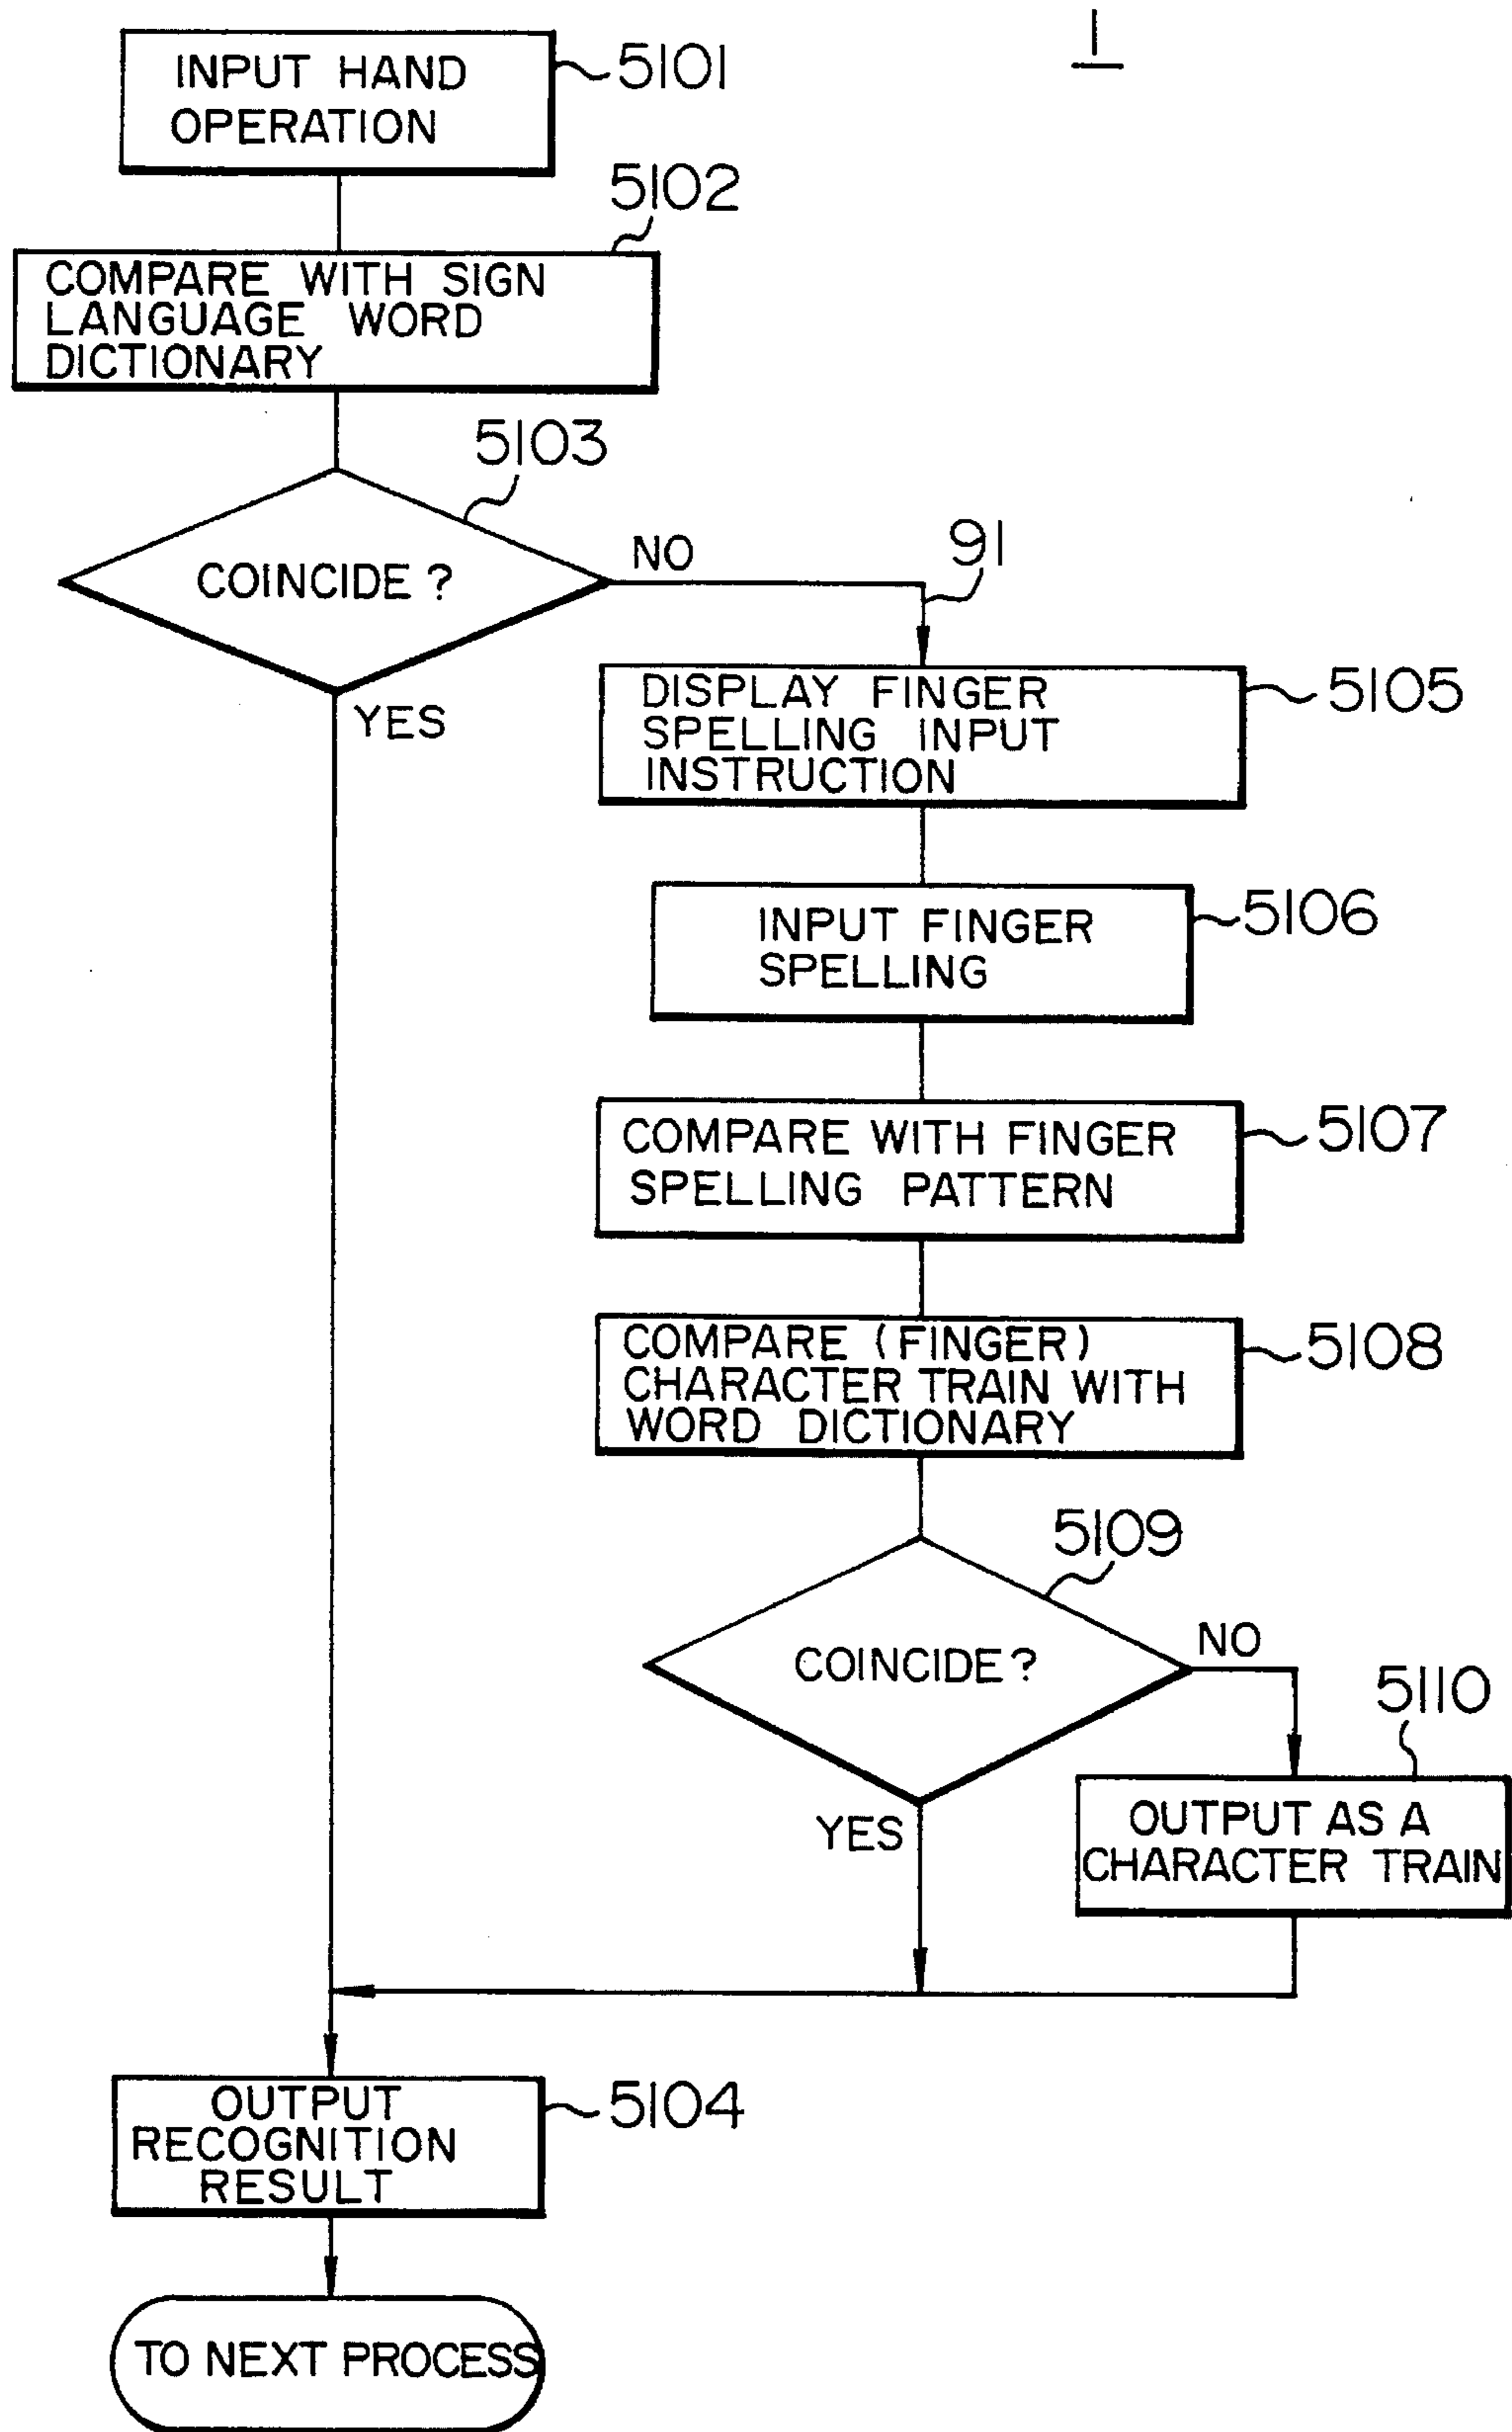 1
INPUT HAND
OPERATION
5101
5102
COMPARE WITH SIGN
LANGUAGE WORD
DICTIONARY
5103
COINCIDE?
NO
91
YES
DISPLAY FINGER
SPELLING INPUT
INSTRUCTION
5105
INPUT FINGER
SPELLING
5106
COMPARE WITH FINGER
SPELLING PATTERN
5107
COMPARE (FINGER)
CHARACTER TRAIN WITH
WORD DICTIONARY
5108
5109
COINCIDE?
NO
5110
YES
OUTPUT AS A
CHARACTER TRAIN
OUTPUT
RECOGNITION
RESULT
5104
TO NEXT PROCESS